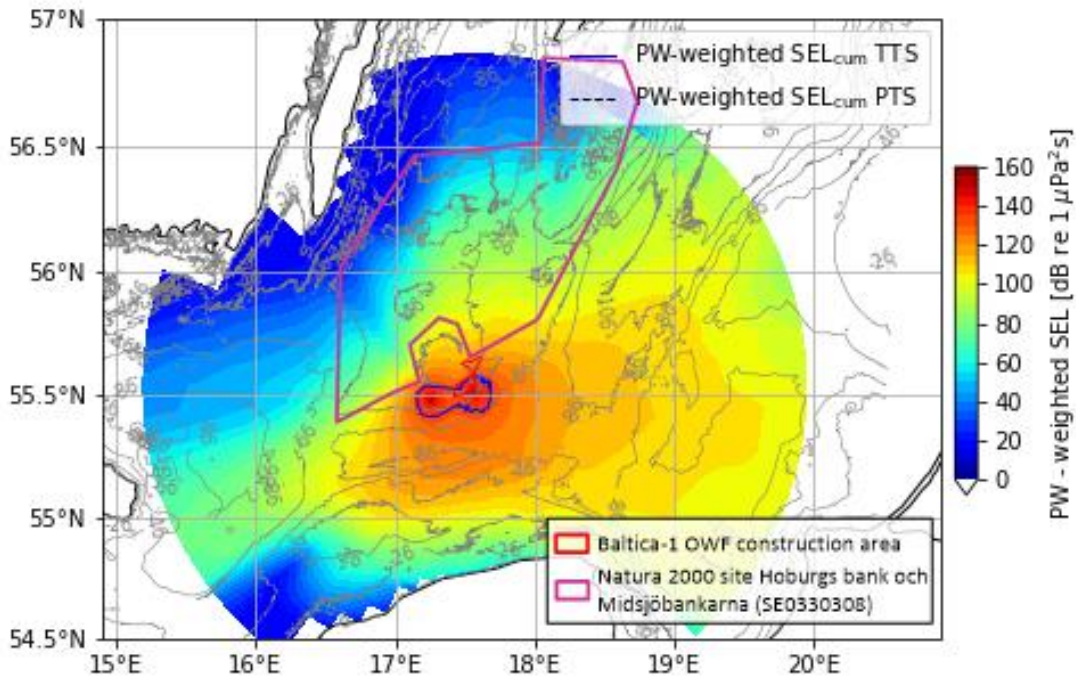 57°N
56.5°N
56°N
55.5°N
55°N
54.5°N
15°E
16°E
17°E
18°E
19°E
20°E
PW-weighted SELcum TTS
PW-weighted SELcum PTS
160
140
120
100
80
60
40
20
0
PW - weighted SEL [dB re 1 μPa²s]
Baltica-1 OWF construction area
Natura 2000 site Hoburgs bank och
Midsjöbankarna (SE0330308)
26